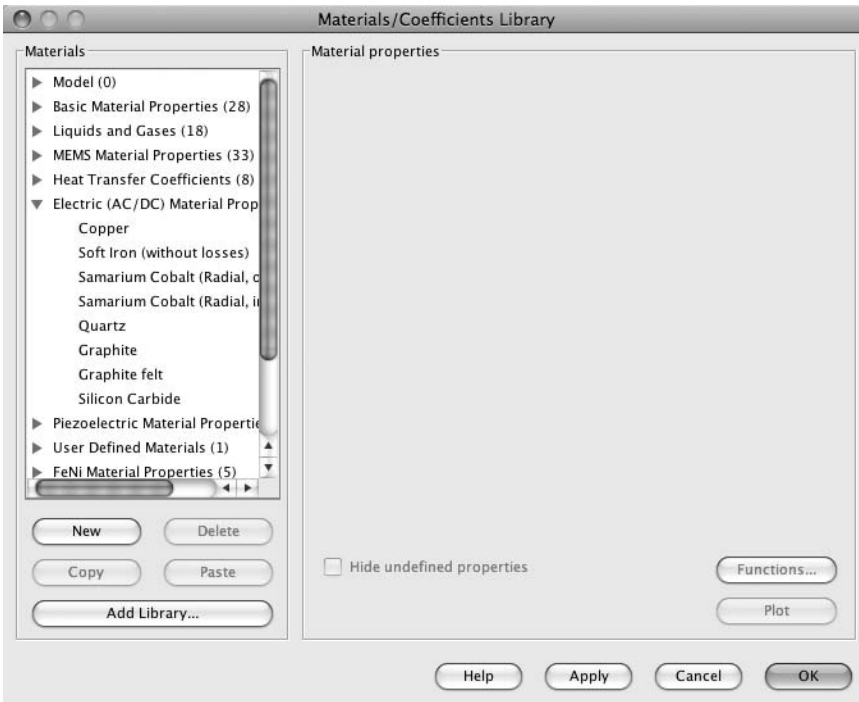 Materials/Coefficients Library
Materials
Model (0)
Basic Material Properties (28)
Liquids and Gases (18)
MEMS Material Properties (33)
Heat Transfer Coefficients (8)
Electric (AC/DC) Material Prop
Copper
Soft Iron (without losses)
Samarium Cobalt (Radial,
Samarium Cobalt (Radial,
Quartz
Graphite
Graphite felt
Silicon Carbide
Piezoelectric Material Propertie
User Defined Materials (1)
FeNi Material Properties (5)
New
Delete
Copy
Paste
Add Library...
Material properties
Hide undefined properties
Functions...
Plot
Help
Apply
Cancel
OK